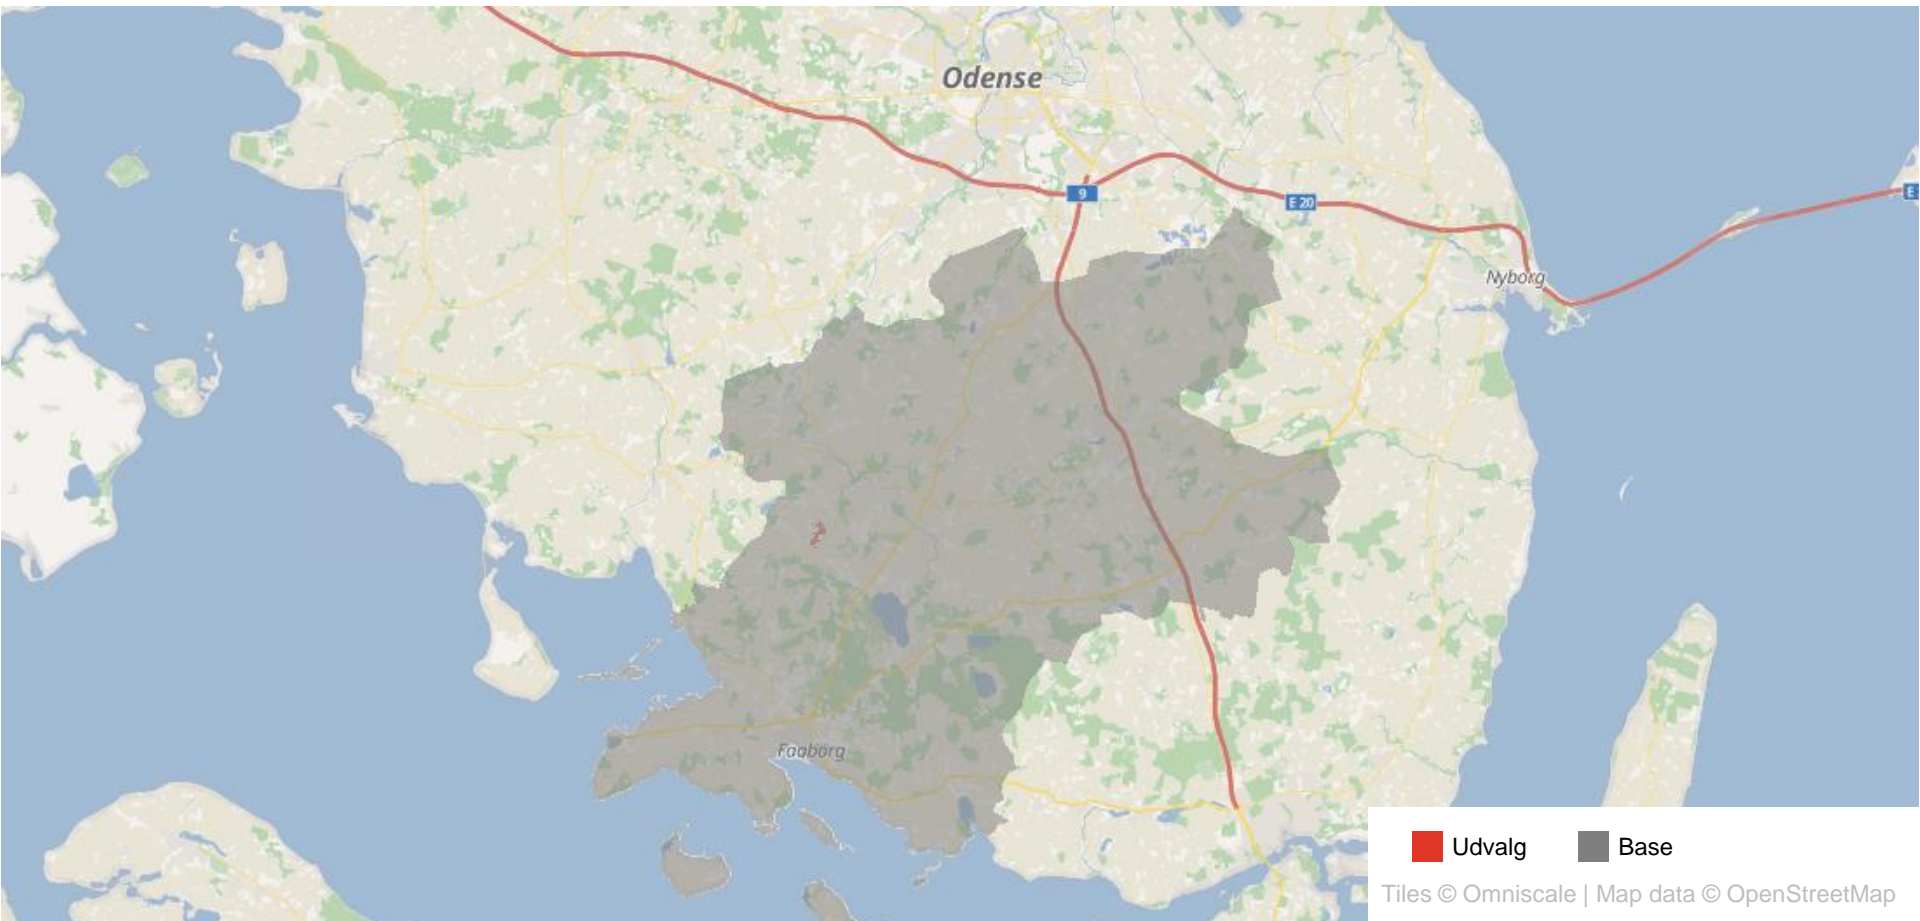 Odense
9
E 20
E
Nyborg
Faaborg
Udvalg
Base
Tiles © Omniscale | Map data © OpenStreetMap